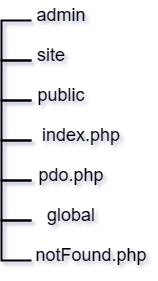 admin
site
public
index.php
pdo.php
global
notFound.php